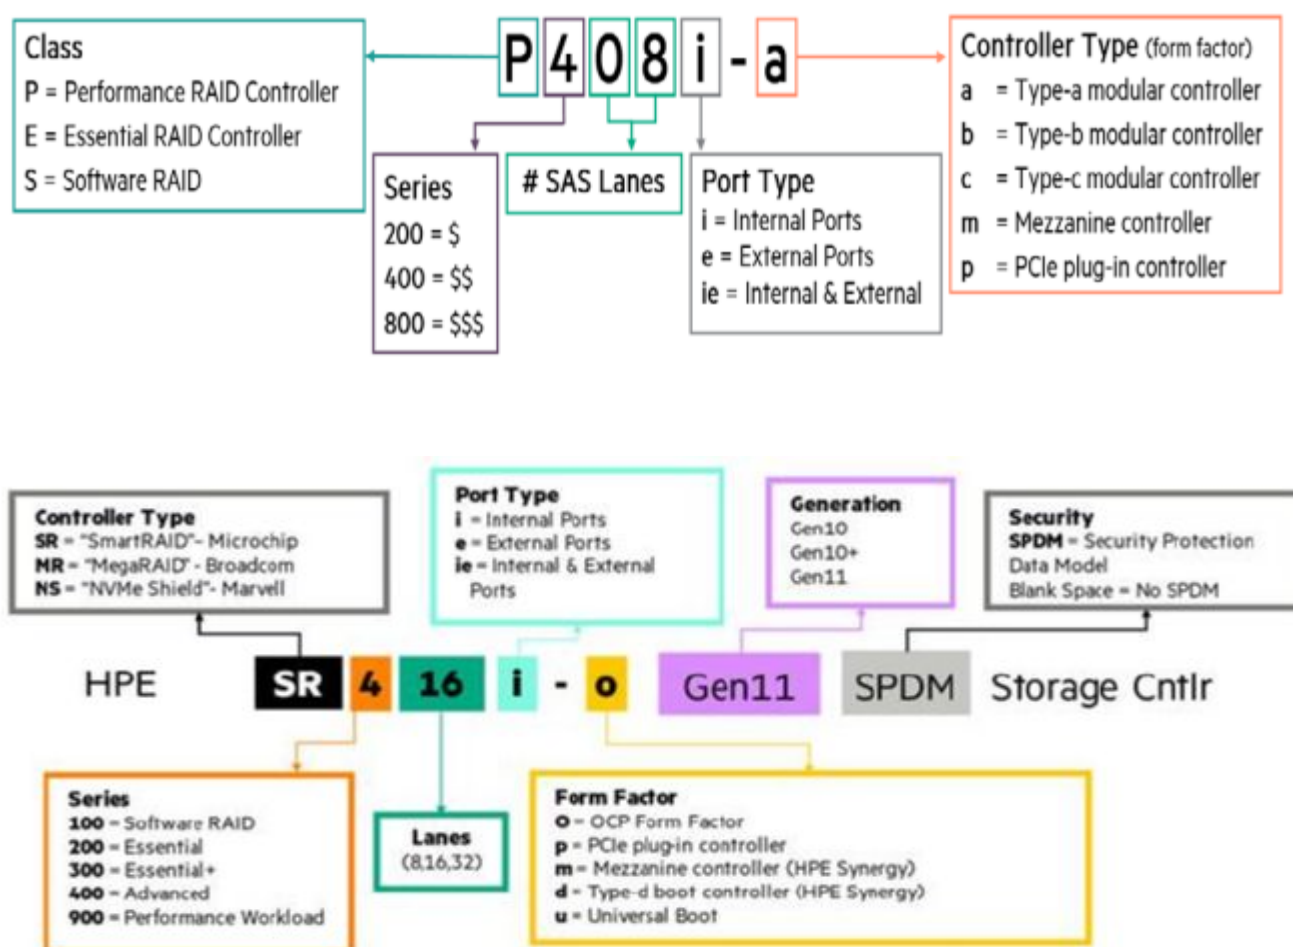 Class
P = Performance RAID Controller
E = Essential RAID Controller
S = Software RAID
P408i-a
Controller Type (form factor)
a = Type-a modular controller
b = Type-b modular controller
c = Type-c modular controller
m = Mezzanine controller
p = PCIe plug-in controller
Series
200 = $
400 = $$
800 = $$$
# SAS Lanes
Port Type
i = Internal Ports
e = External Ports
ie = Internal & External
Controller Type
SR = "SmartRAID"- Microchip
MR = "MegaRAID" - Broadcom
NS = "NVMe Shield"- Marvell
Port Type
i = Internal Ports
e = External Ports
ie = Internal & External
Ports
Generation
Gen10
Gen10+
Gen11
Security
SPDM = Security Protection
Data Model
Blank Space = No SPDM
HPE SR 4 16 i - o Gen11 SPDM Storage Cntlr
Series
100 = Software RAID
200 = Essential
300 = Essential+
400 = Advanced
900 = Performance Workload
Lanes
(8,16,32)
Form Factor
O = OCP Form Factor
p = PCIe plug-in controller
m = Mezzanine controller (HPE Synergy)
d = Type-d boot controller (HPE Synergy)
u = Universal Boot